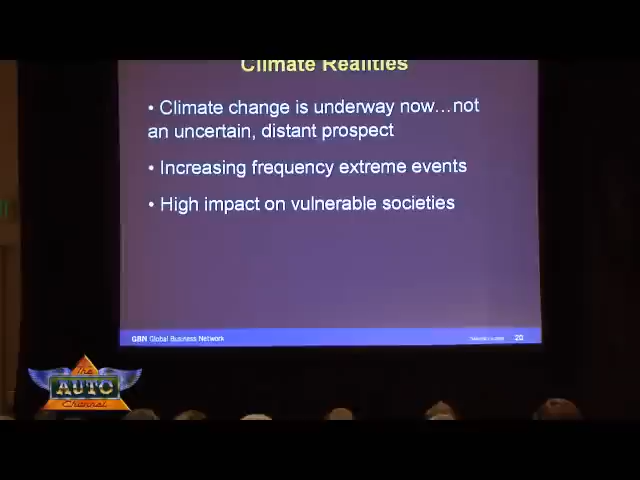 Climate Realities
• Climate change is underway now…not
an uncertain, distant prospect
• Increasing frequency extreme events
• High impact on vulnerable societies
GBN Global Business Network
20
The
AUTO
Channel